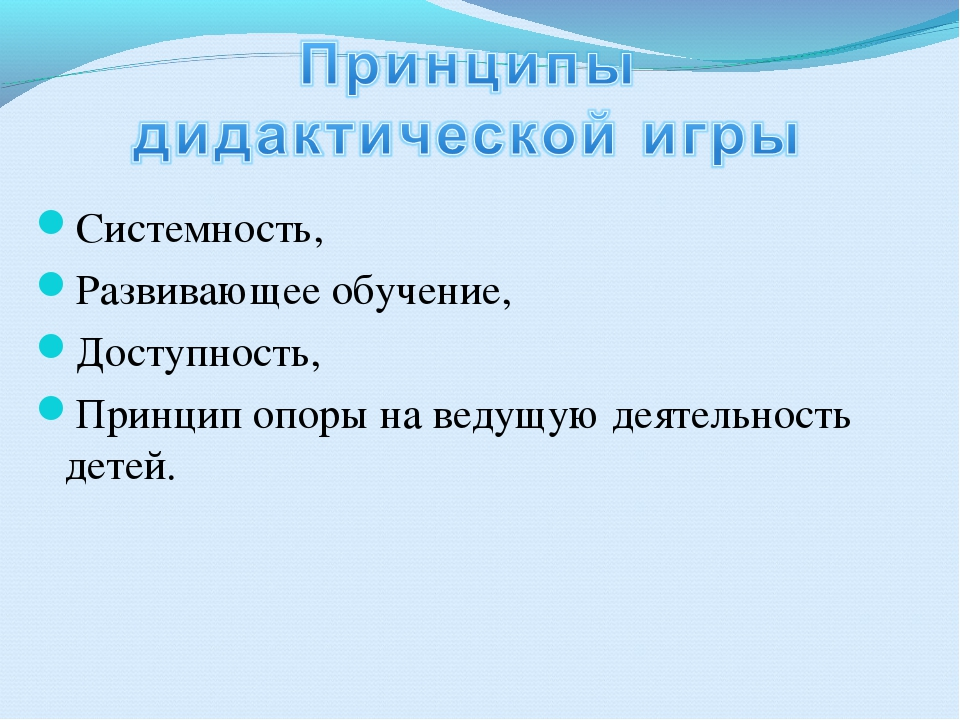 Принципы
дидактической игры
Системность,
Развивающее обучение,
Доступность,
Принцип опоры на ведущую деятельность
детей.